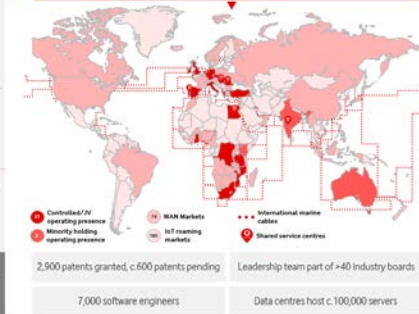 Controlled/JV
operating presence
Minority holding
operating presence
MAN Markets
IoT roaming
markets
International marine
cables
Shared service centres
2,900 patents granted, c.600 patents pending
Leadership team part of >40 industry boards
7,000 software engineers
Data centres host c.100,000 servers